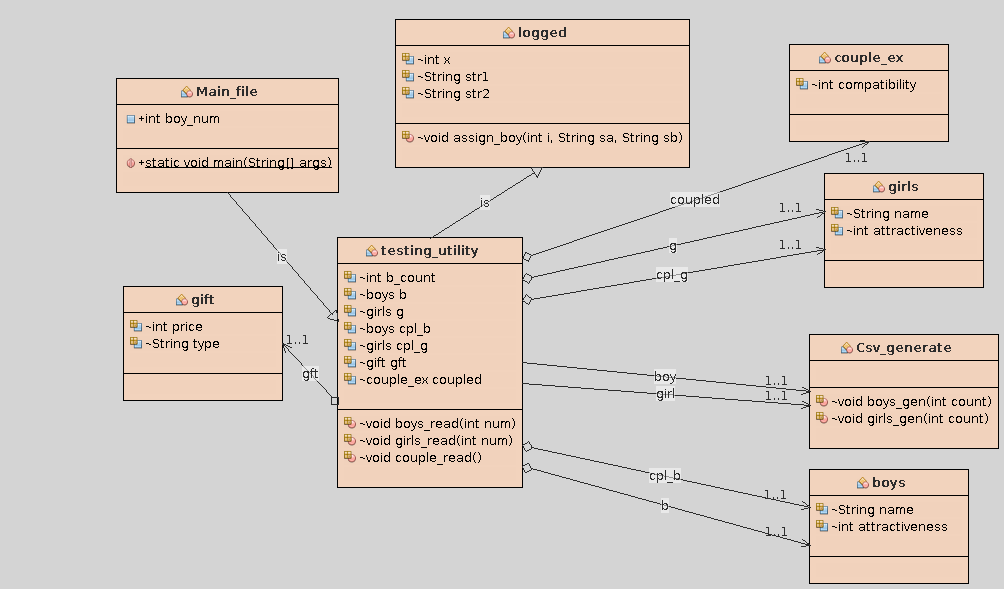 logged
~int x
~String str1
~String str2
~void assign_boy(int i, String sa, String sb)
couple_ex
~int compatibility
Main_file
+int boy_num
+static void main(String[] args)
girls
~String name
~int attractiveness
is
is
coupled
1..1
g
1..1
cpl_g
1..1
testing_utility
~int b_count
~boys b
~girls g
~boys cpl_b
~girls cpl_g
~gift gft
~couple_ex coupled
~void boys_read(int num)
~void girls_read(int num)
~void couple_read()
gift
~int price
~String type
1..1
gft
Csv_generate
~void boys_gen(int count)
~void girls_gen(int count)
boy
1..1
girl
1..1
cpl_b
1..1
b
1..1
boys
~String name
~int attractiveness